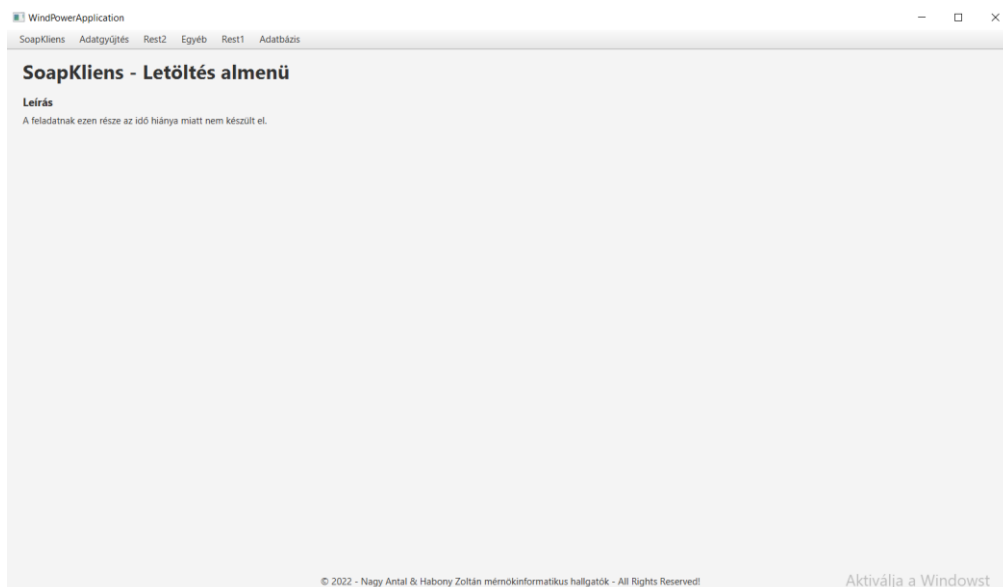 WindPowerApplication
SoapKliens Adatgyűjtés Rest2 Egyéb Rest1 Adatbázis
SoapKliens - Letöltés almenü
Leírás
A feladatnak ezen része az idő hiánya miatt nem készült el.
© 2022 - Nagy Antal & Habony Zoltán mérnökinformatikus hallgatók - All Rights Reserved!
Aktiválja a Windowst